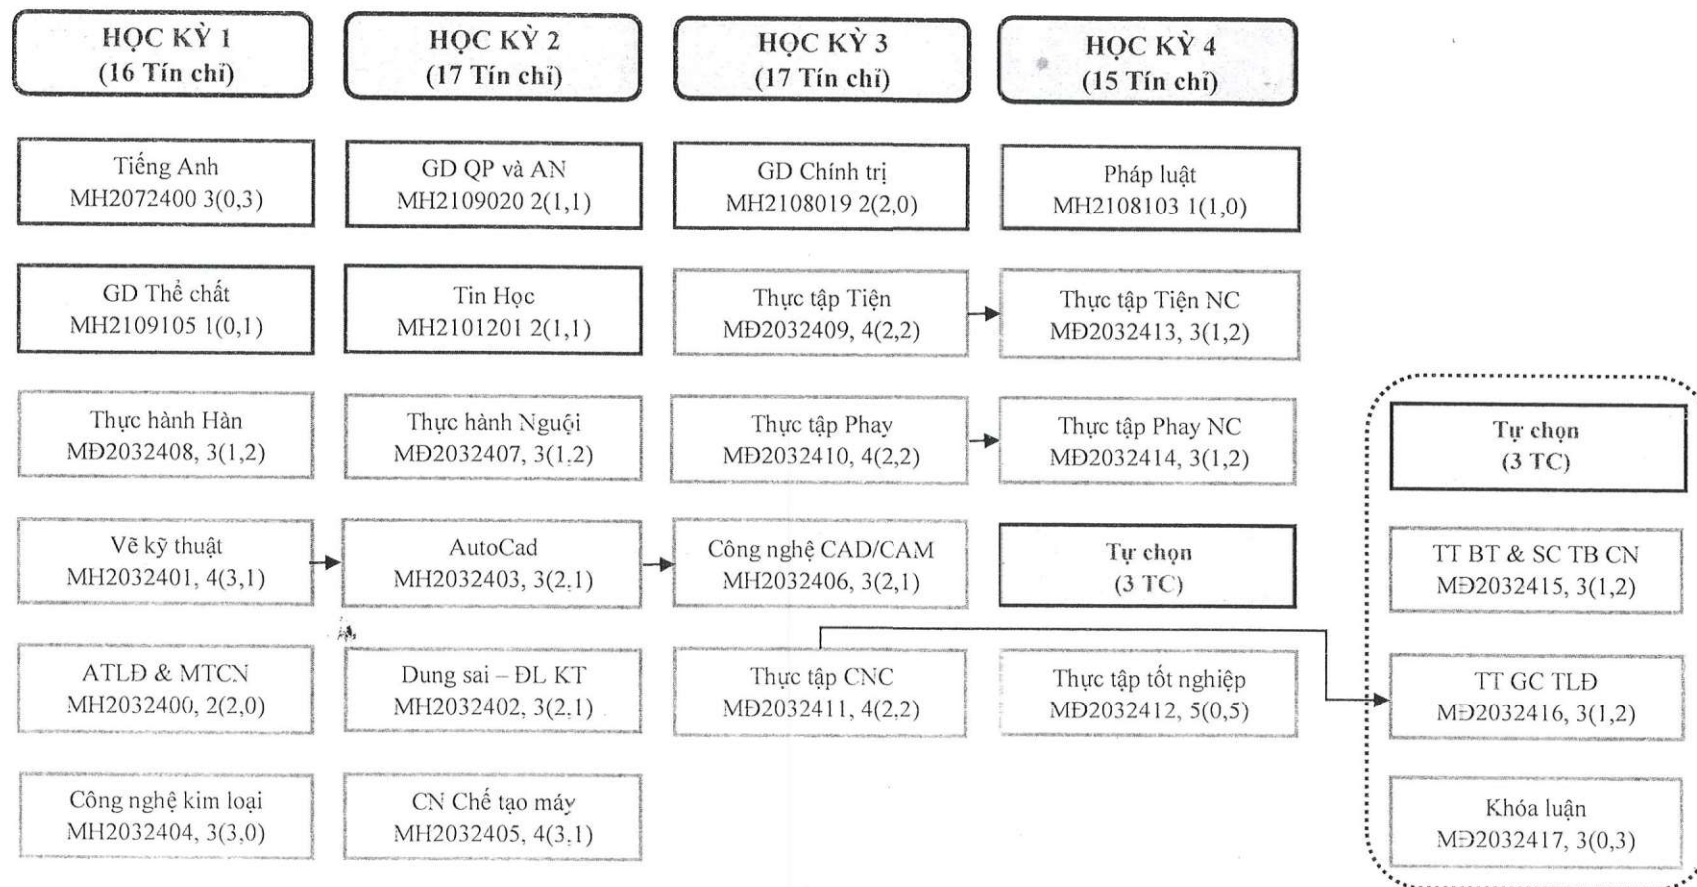 HỌC KỲ 1
(16 Tín chỉ)
HỌC KỲ 2
(17 Tín chỉ)
HỌC KỲ 3
(17 Tín chỉ)
HỌC KỲ 4
(15 Tín chỉ)
Tiếng Anh
MH2072400 3(0,3)
GD QP và AN
MH2109020 2(1,1)
GD Chính trị
MH2108019 2(2,0)
Pháp luật
MH2108103 1(1,0)
GD Thể chất
MH2109105 1(0,1)
Tin Học
MH2101201 2(1,1)
Thực tập Tiện
MĐ2032409, 4(2,2)
Thực tập Tiện NC
MĐ2032413, 3(1,2)
Thực hành Hàn
MĐ2032408, 3(1,2)
Thực hành Nguội
MĐ2032407, 3(1,2)
Thực tập Phay
MĐ2032410, 4(2,2)
Thực tập Phay NC
MĐ2032414, 3(1,2)
Tự chọn
(3 TC)
Vẽ kỹ thuật
MH2032401, 4(3,1)
AutoCad
MH2032403, 3(2,1)
Công nghệ CAD/CAM
MH2032406, 3(2,1)
Tự chọn
(3 TC)
TT BT & SC TB CN
MĐ2032415, 3(1,2)
ATLĐ & MTCN
MH2032400, 2(2,0)
Dung sai – ĐL KT
MH2032402, 3(2,1)
Thực tập CNC
MĐ2032411, 4(2,2)
Thực tập tốt nghiệp
MĐ2032412, 5(0,5)
TT GC TLĐ
MĐ2032416, 3(1,2)
Công nghệ kim loại
MH2032404, 3(3,0)
CN Chế tạo máy
MH2032405, 4(3,1)
Khóa luận
MĐ2032417, 3(0,3)